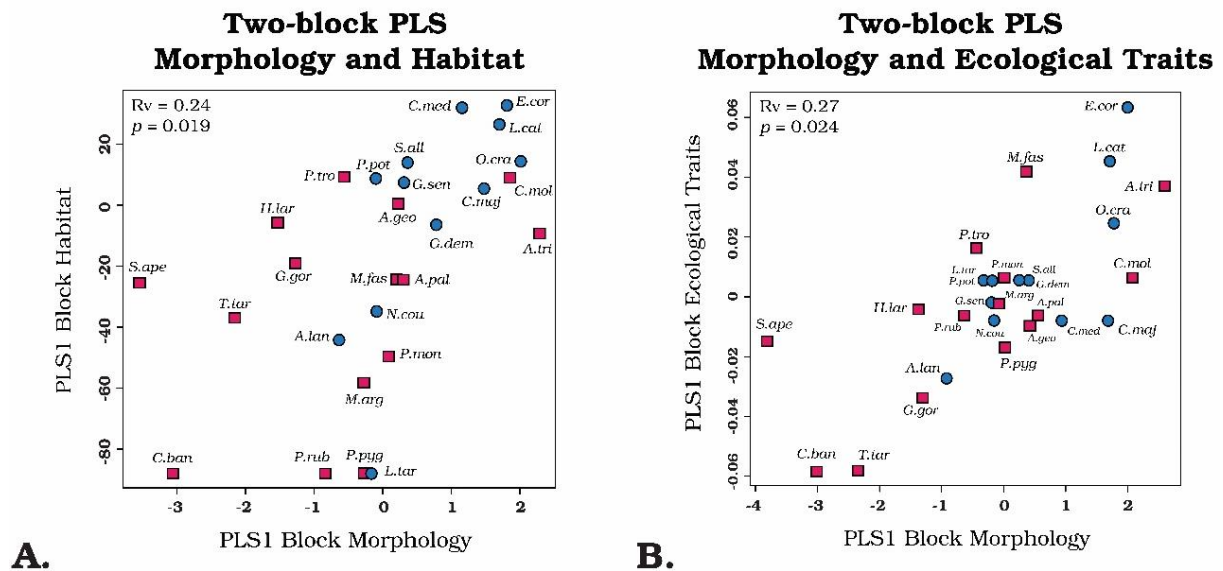 Two-block PLS
Morphology and Habitat
Rv = 0.24
p = 0.019
C.med
E.cor
L.cat
S.all
P.pot
O.cra
P.tro
G.sen
C.mol
C.maj
H.lar
A.geo
G.dem
A.tri
G.gor
S.ape
M.fas
A.pal
T.iar
N.cou
A.lan
P.mon
M.arg
C.ban
P.rub
P.pyg
L.tar
PLS1 Block Habitat
20
0
-20
-40
-60
-80
-3
-2
-1
0
1
2
PLS1 Block Morphology
A.
Two-block PLS
Morphology and Ecological Traits
Rv = 0.27
p = 0.024
E.cor
L.cat
M.fas
A.tri
O.cra
P.tro
P.mon
C.mol
L.tar
S.all
P.pot
G.dem
G.sen
M.arg
A.pal
H.lar
P.rub
N.cou
A.geo
C.med
C.maj
S.ape
P.pyg
A.lan
G.gor
C.ban
T.iar
PLS1 Block Ecological Traits
0.06
0.04
0.02
0
-0.02
-0.04
-0.06
-4
-3
-2
-1
0
1
2
PLS1 Block Morphology
B.